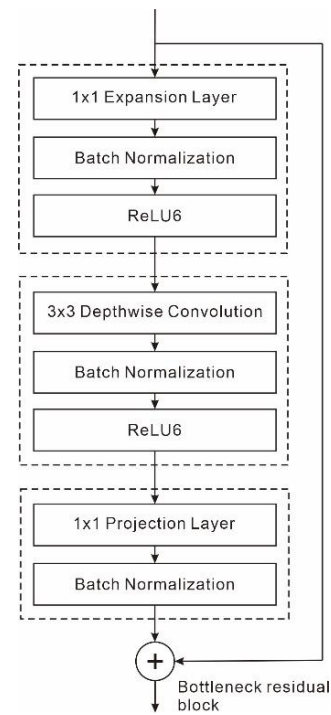 1x1 Expansion Layer
Batch Normalization
ReLU6
3x3 Depthwise Convolution
Batch Normalization
ReLU6
1x1 Projection Layer
Batch Normalization
+
Bottleneck residual
block